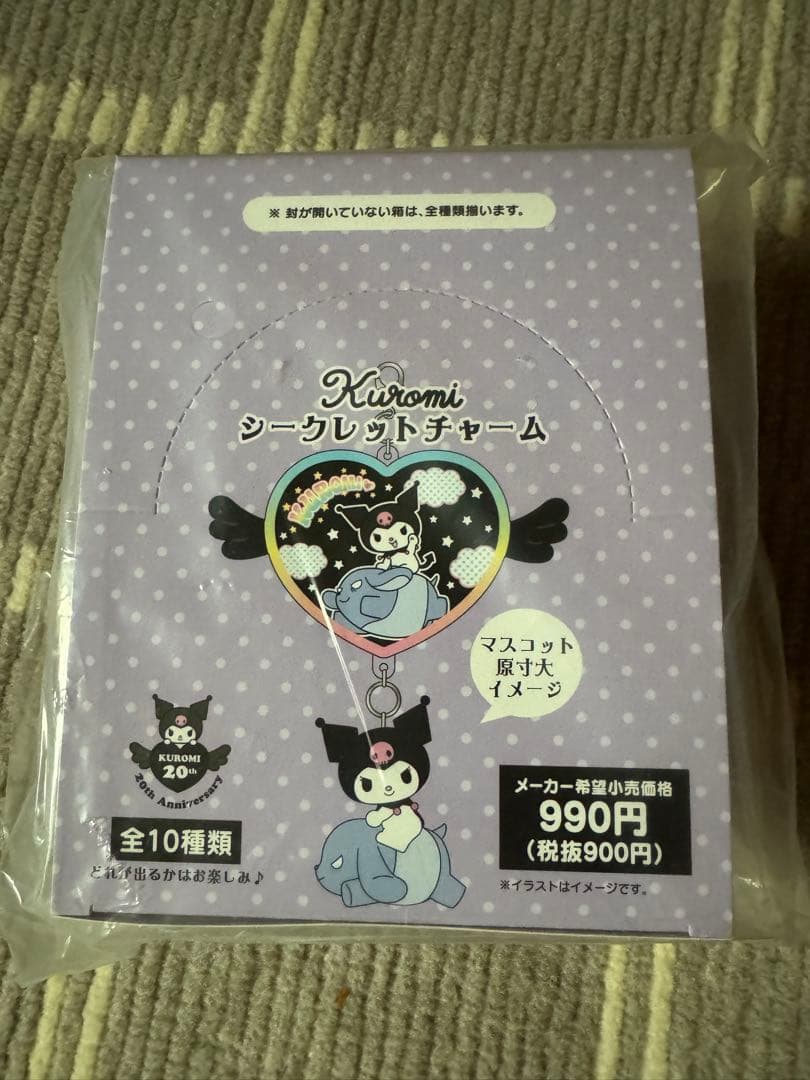 ※ 封が開いていない箱は、全種類揃います。
Kuromi
シークレットチャーム
KUROMI
マスコット
原寸大
イメージ
KUROMI
20th
20th Anniversary
全10種類
どれが出るかはお楽しみ♪
メーカー希望小売価格
990円
(税抜900円)
※イラストはイメージです。